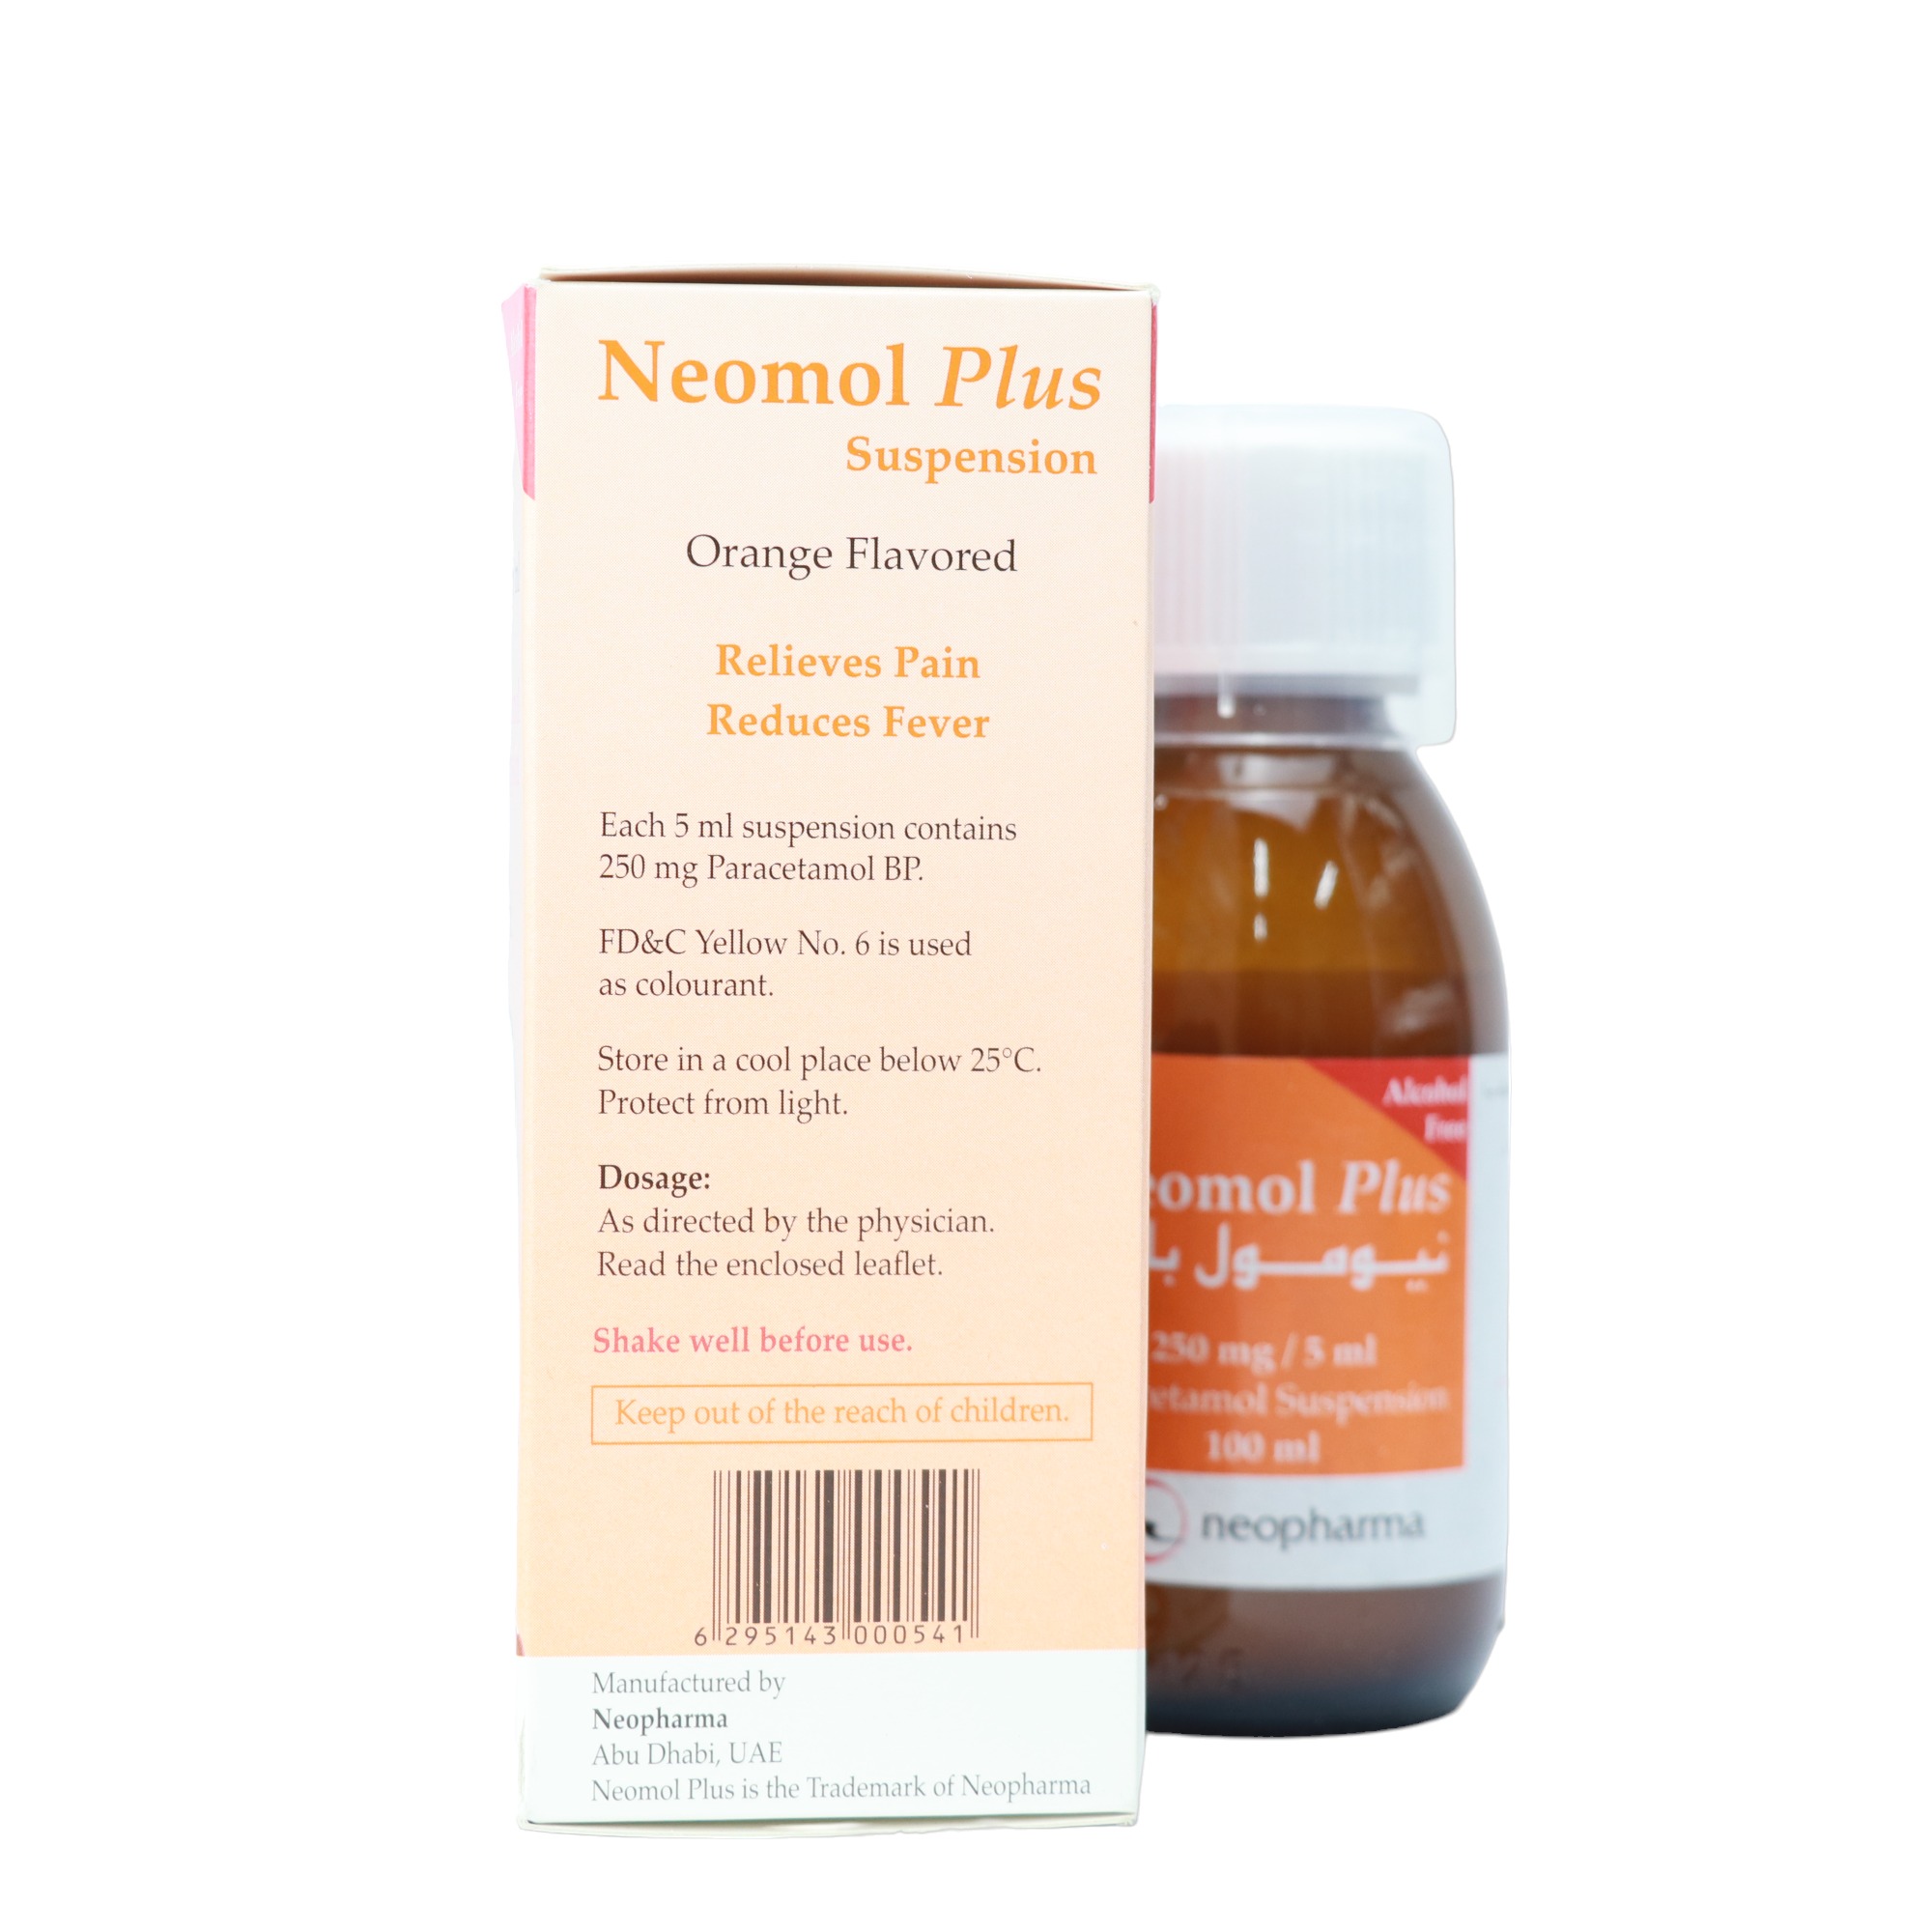 Neomol Plus
Suspension
Orange Flavored
Relieves Pain
Reduces Fever
Each 5 ml suspension contains
250 mg Paracetamol BP.
FD&C Yellow No. 6 is used
as colourant.
Store in a cool place below 25°C.
Protect from light.
Dosage:
As directed by the physician.
Read the enclosed leaflet.
Shake well before use.
Keep out of the reach of children.
6 295143 000541
Manufactured by
Neopharma
Abu Dhabi, UAE
Neomol Plus is the Trademark of Neopharma
Alcohol
Free
eomol Plus
نيومول بلا
250 mg / 5 ml
etamol Suspension
100 ml
neopharma